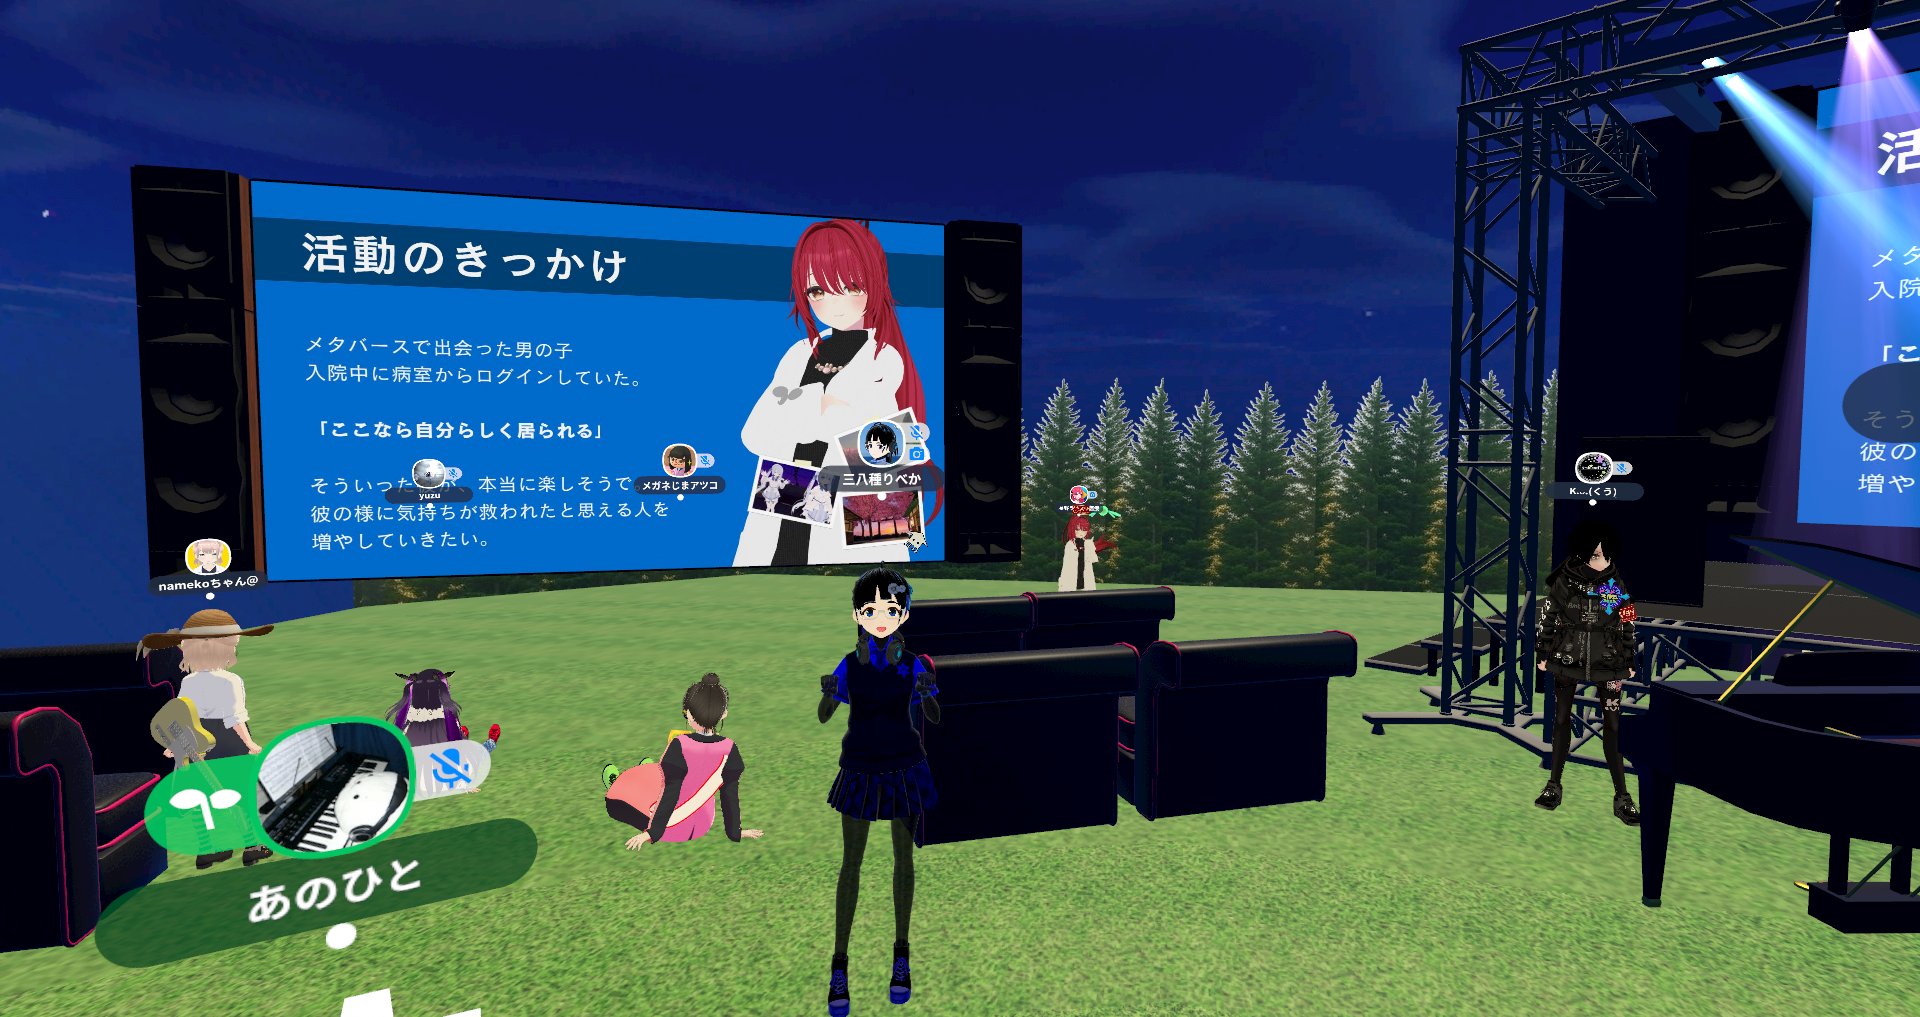 活動のきっかけ
メタバースで出会った男の子
入院中に病室からログインしていた。
「ここなら自分らしく居られる」
そういった
本当に楽しそうで、
彼の様に気持ちが救われたと思える人を
増やしていきたい。
三八種りべか
メガネじまアツコ
yuzu
namekoちゃん@
あのひと
K....(くう)
活
メタ
入院
「こ
そう
彼の
増や